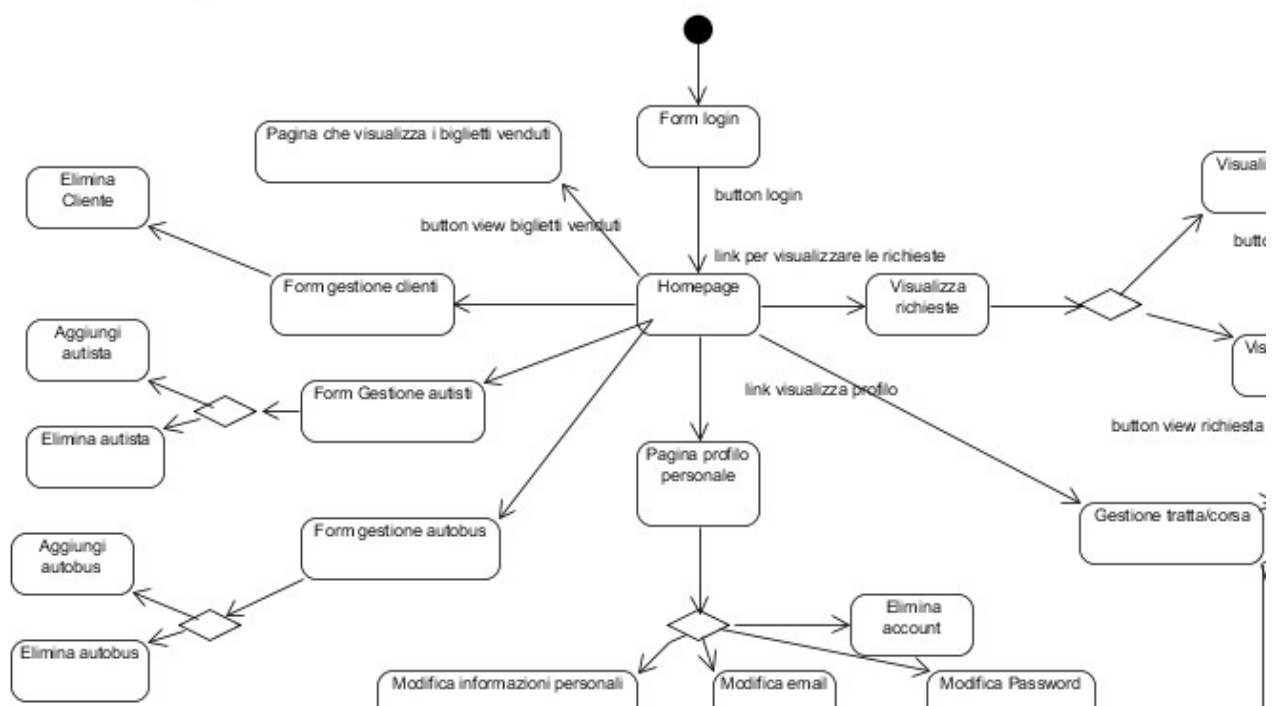 Form login
Pagina che visualizza i biglietti venduti
Elimina
Cliente
button login
button view biglietti venduti
link per visualizzare le richieste
Form gestione clienti
Homepage
Visualizza
richieste
Aggiungi
autista
Form Gestione autisti
link visualizza profilo
Elimina autista
button view richiesta
Pagina profilo
personale
Gestione tratta/corsa
Form gestione autobus
Aggiungi
autobus
Elimina
account
Elimina autobus
Modifica informazioni personali
Modifica email
Modifica Password